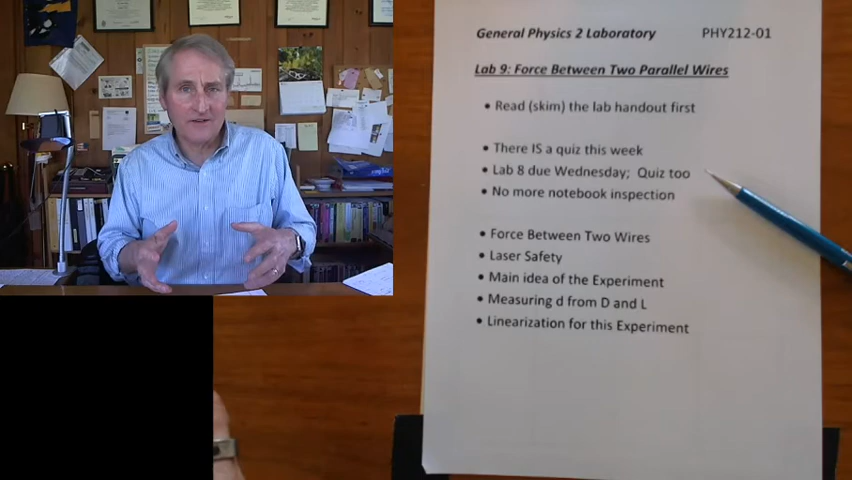 General Physics 2 Laboratory PHY212-01
Lab 9: Force Between Two Parallel Wires
• Read (skim) the lab handout first
• There IS a quiz this week
• Lab 8 due Wednesday; Quiz too
• No more notebook inspection
• Force Between Two Wires
• Laser Safety
• Main idea of the Experiment
• Measuring d from D and L
• Linearization for this Experiment